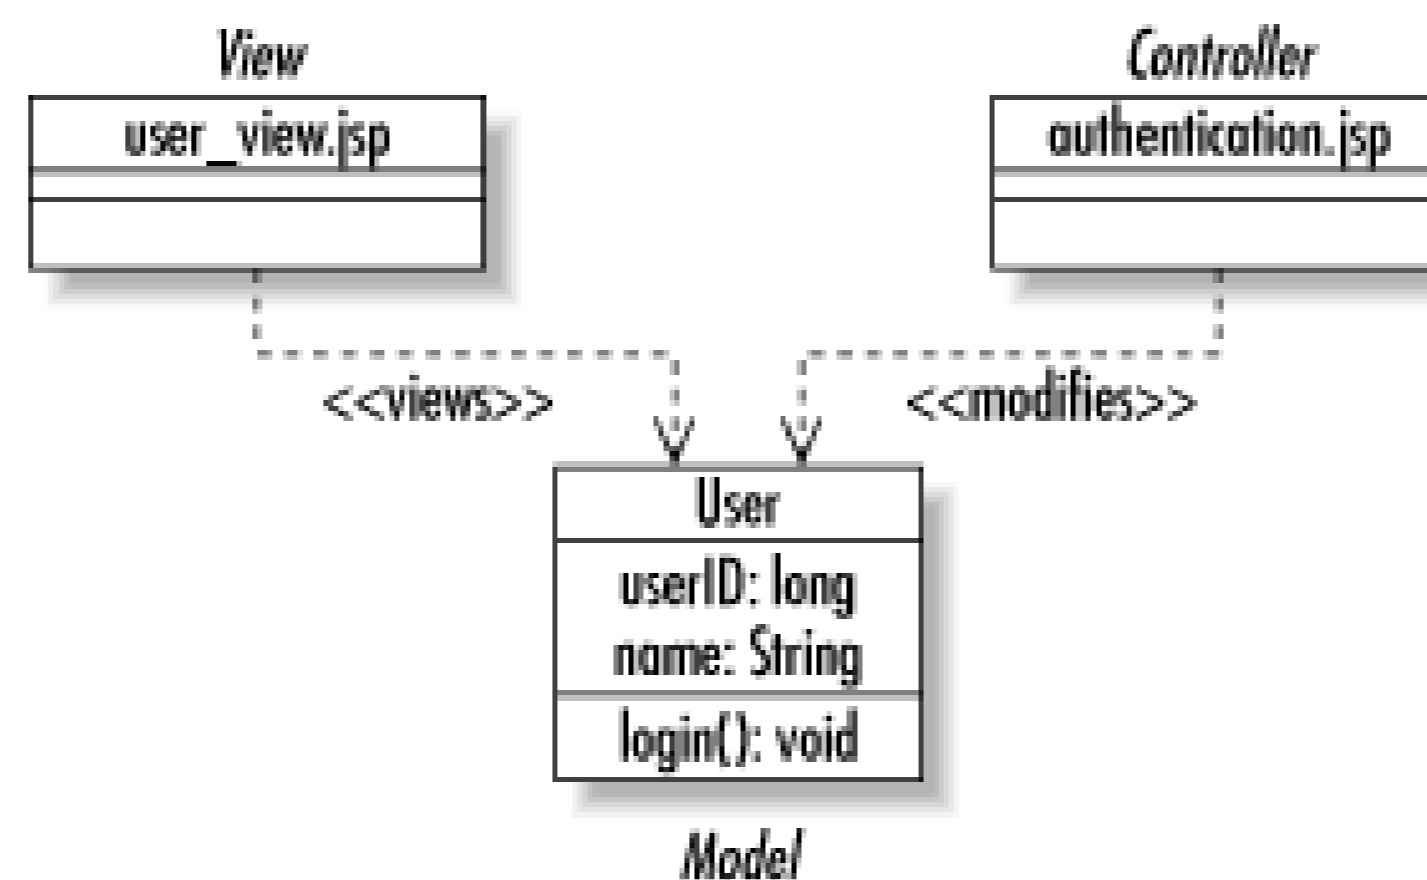 View
Controller
user_view.jsp
authentication.jsp
<<views>>
<<modifies>>
User
userID: long
name: String
login(): void
Model